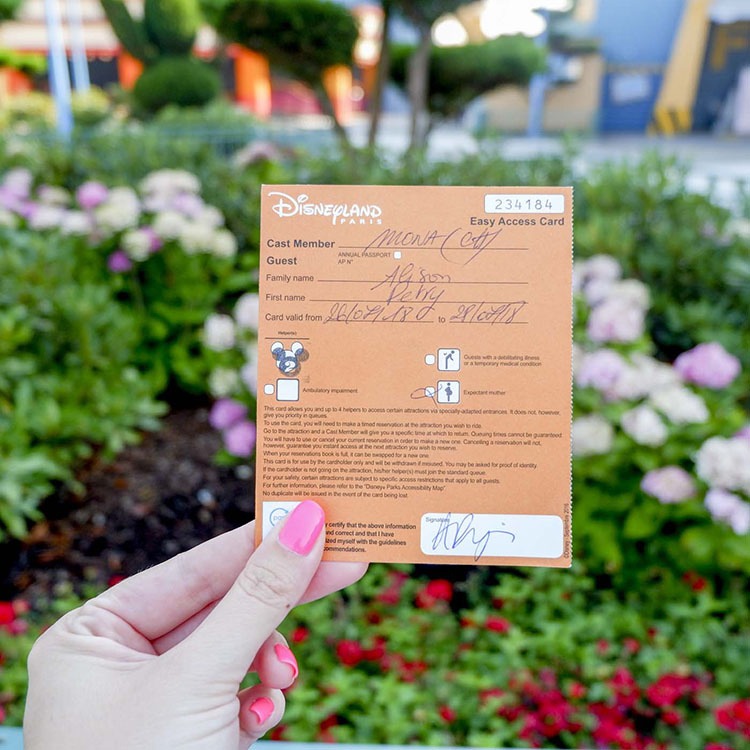 DISNEYLAND
PARIS
234184
Easy Access Card
Cast Member MONA (CA)
ANNUAL PASSPORT
AP N°
Guest
Family name Alison
First name Perry
Card valid from 26/07/18 to 28/07/18
2
Guests with a debilitating illness
or a temporary medical condition
Ambulatory impairment
Expectant mother
This card allows you and up to 4 helpers to access certain attractions via specially-adapted entrances. It does not, however,
give you priority in queues.
To use the card, you will need to make a timed reservation at the attraction you wish to ride.
Go to the attraction and a Cast Member will give you a specific time at which to return. Queuing times cannot be guaranteed
You will have to use or cancel your current reservation in order to make a new one. Cancelling a reservation will not,
however, guarantee you instant access at the next attraction you wish to reserve.
When your reservations book is full, it can be swapped for a new one.
This card is for use by the cardholder only and will be withdrawn if misused. You may be asked for proof of identity.
If the cardholder is not going on the attraction, his/her helper(s) must join the standard queue.
For your safety, certain attractions are subject to specific access restrictions that apply to all guests.
For further information, please refer to the "Disney Parks Accessibility Map"
No duplicate will be issued in the event of the card being lost.
certify that the above information
nd correct and that I have
ized myself with the guidelines
commendations.
Signature